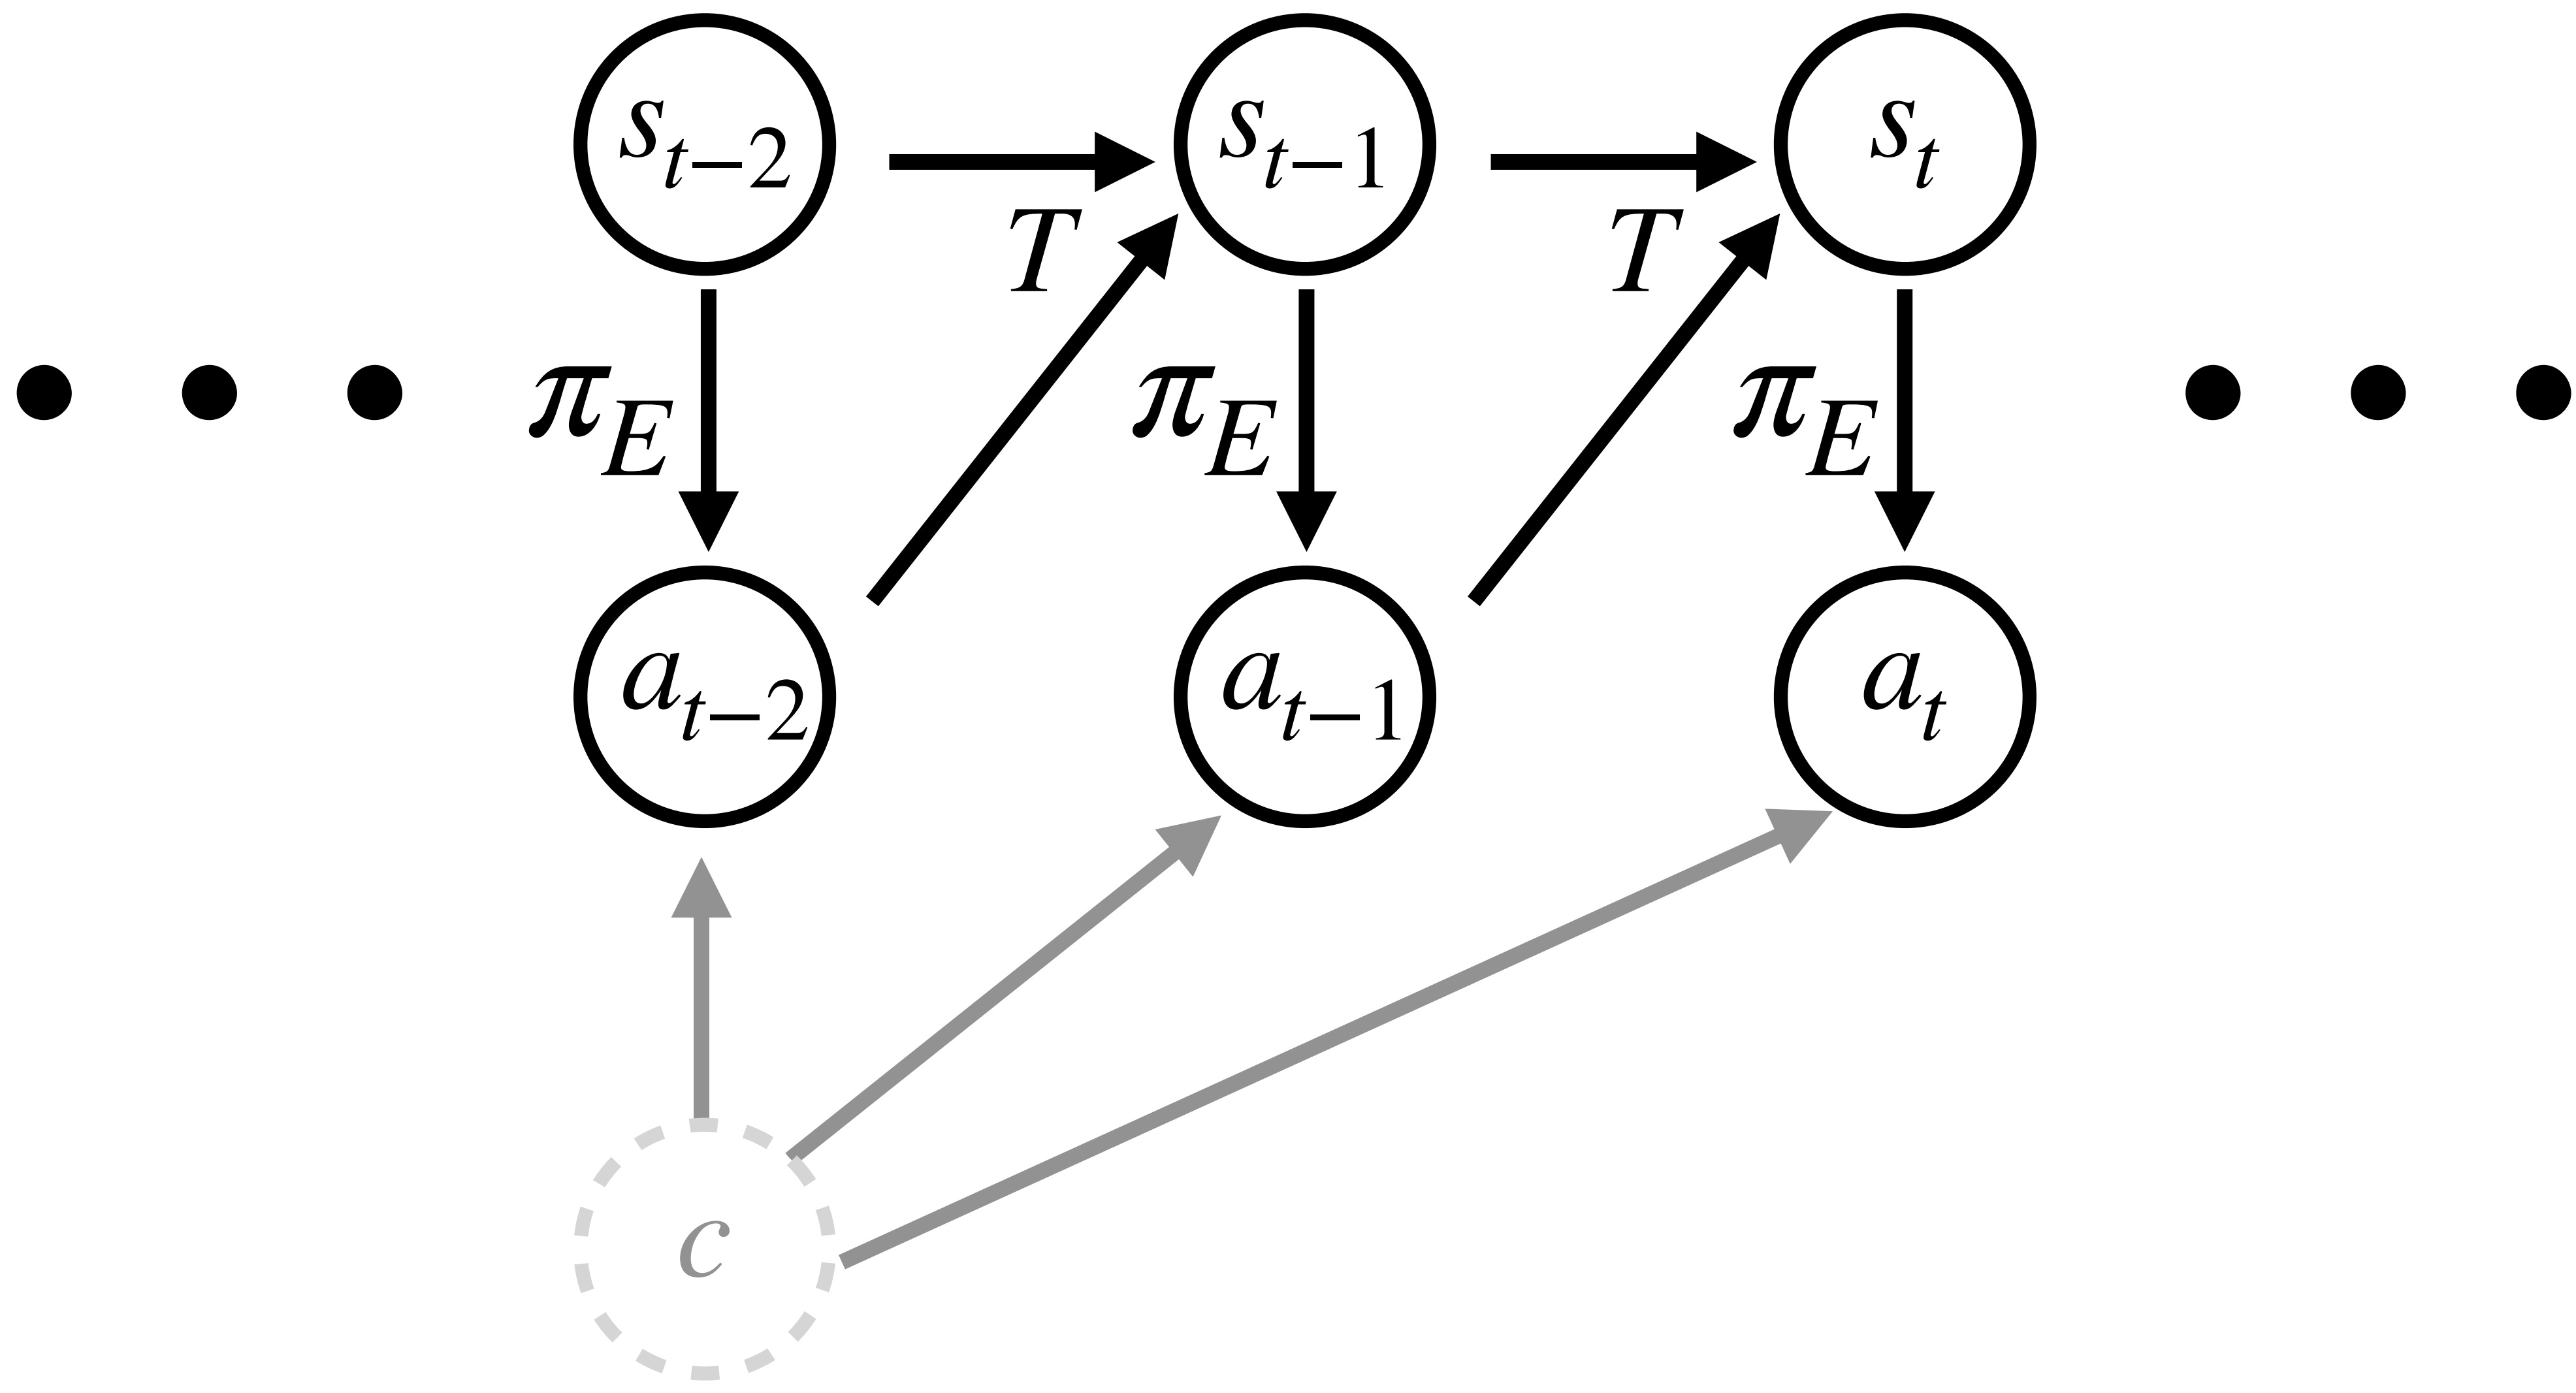 s_{t−2} s_{t−1} s_t
T T
π_E π_E π_E
a_{t−2} a_{t−1} a_t
c